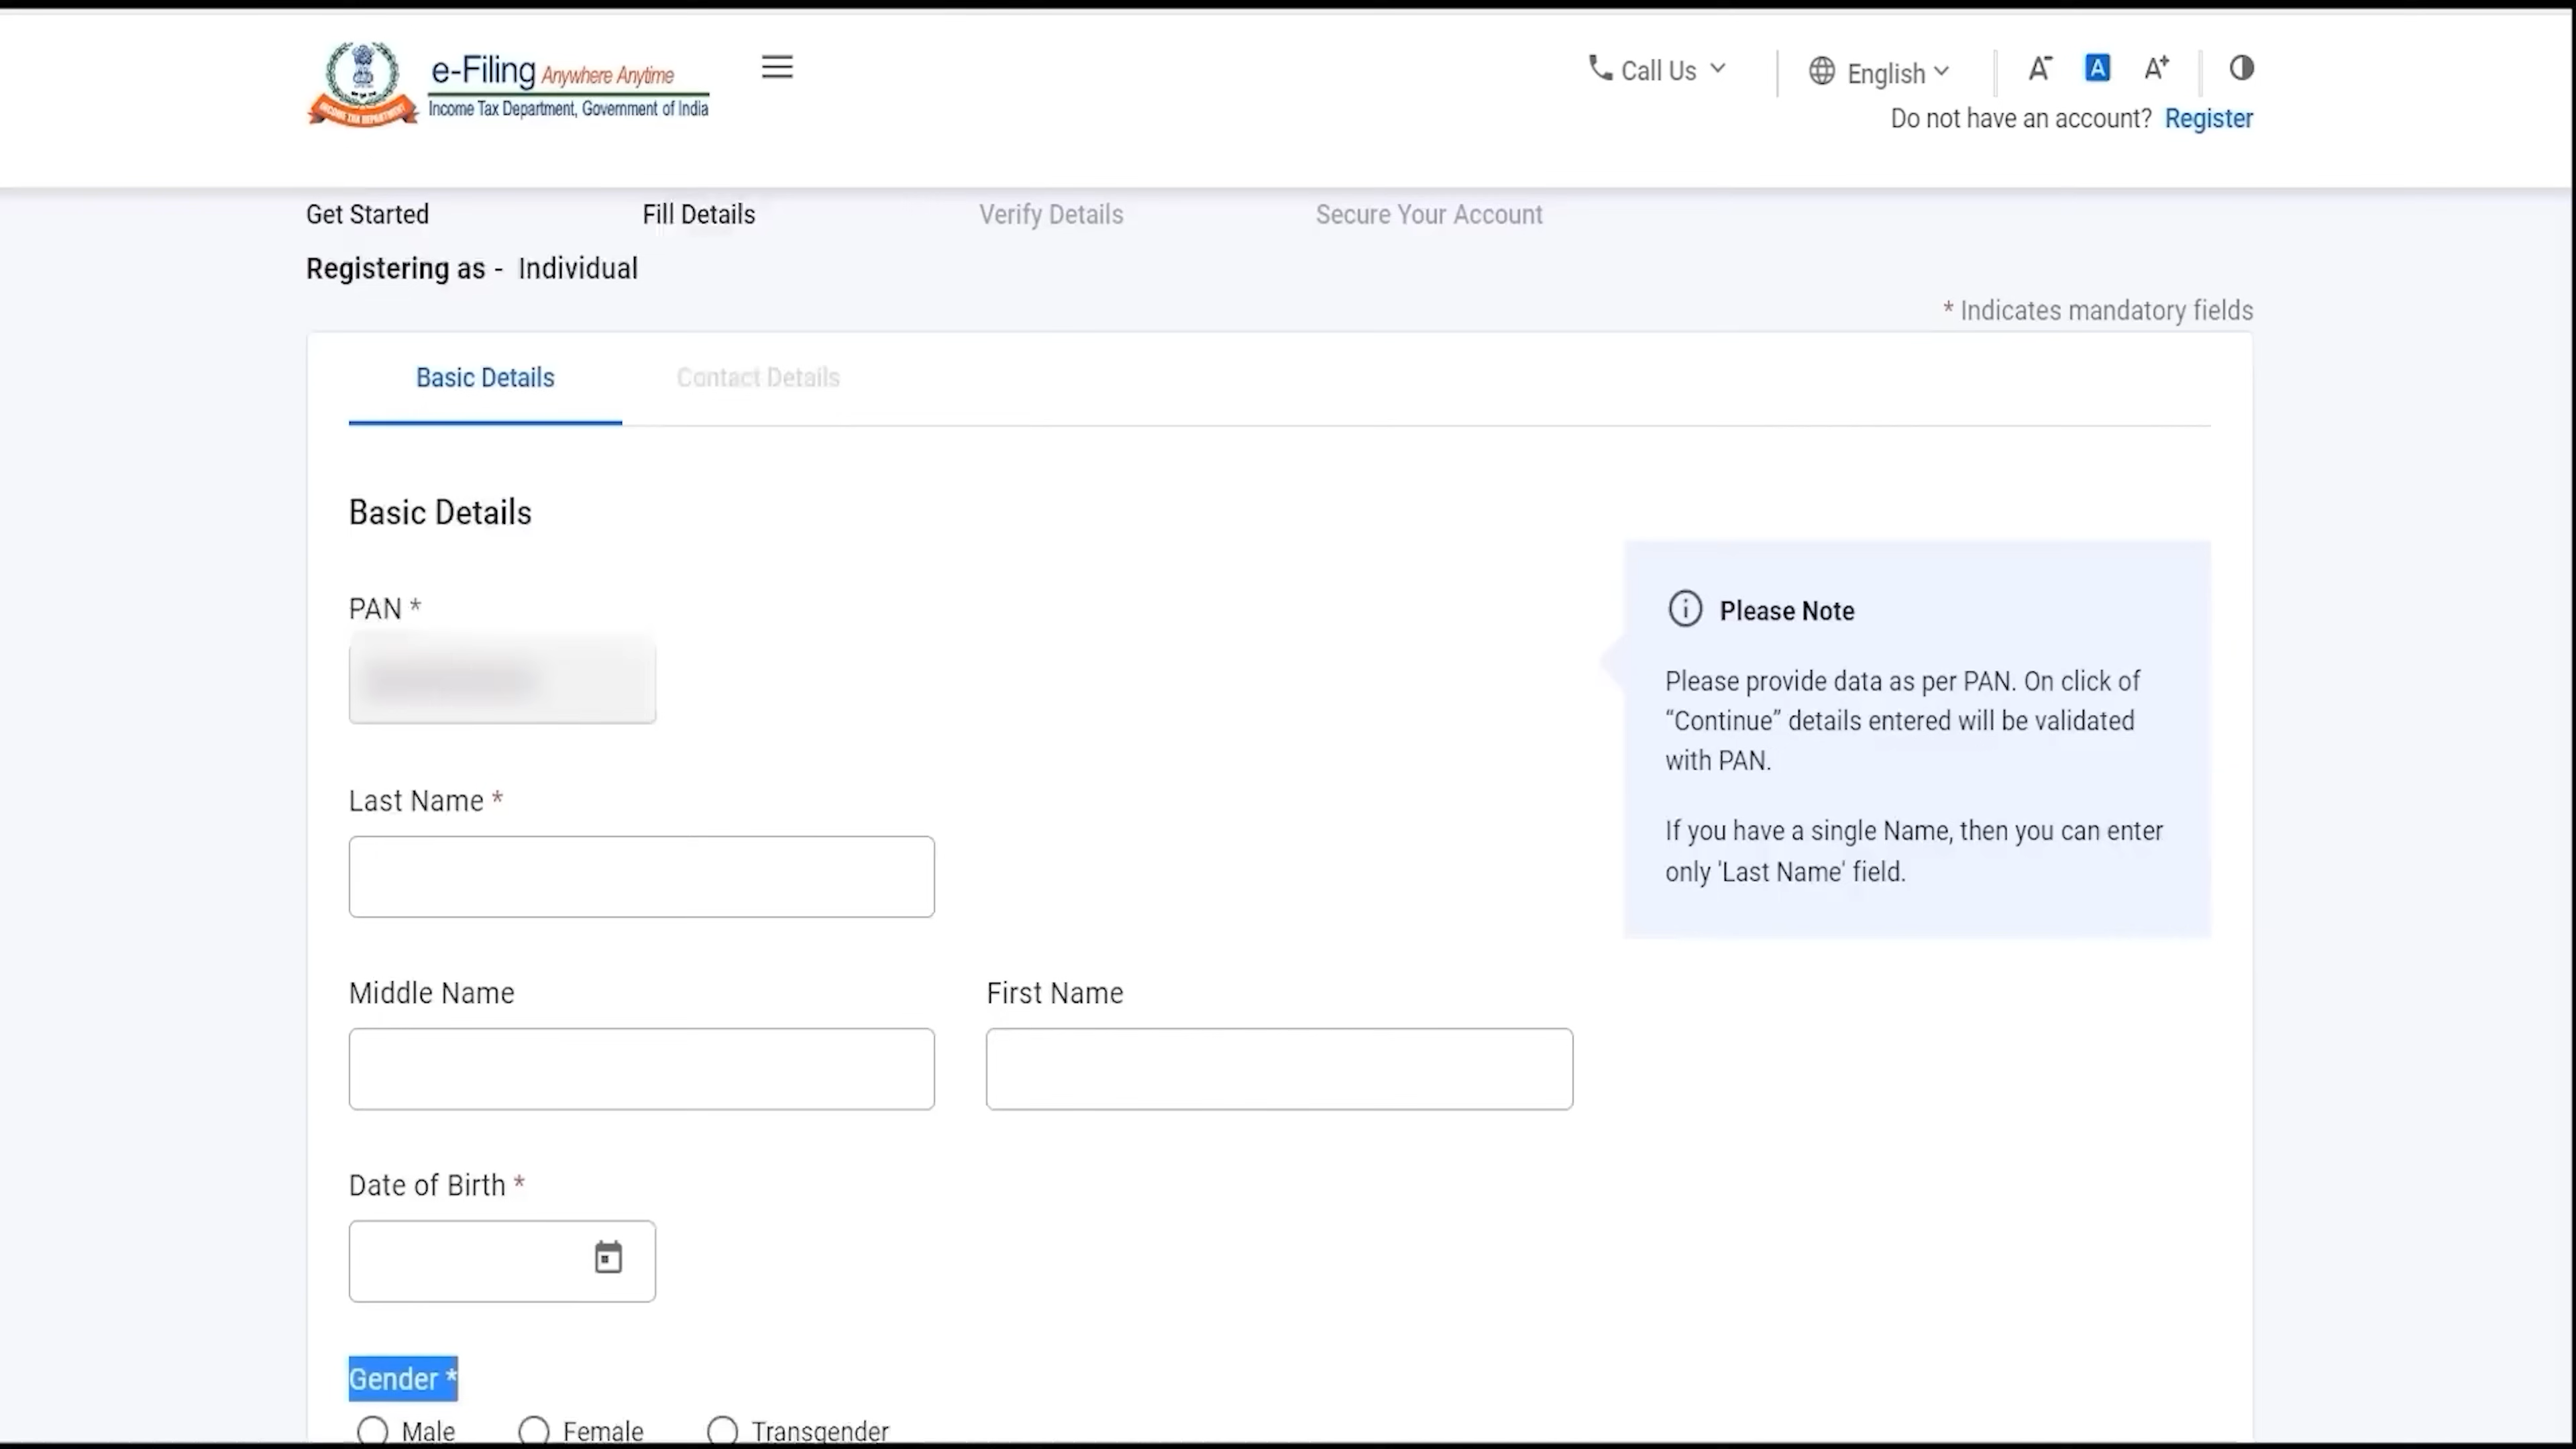 e-Filing Anywhere Anytime
Income Tax Department, Government of India
INCOME TAX DEPARTMENT
Call Us
English
A-
A
A+
Do not have an account? Register
Get Started
Fill Details
Verify Details
Secure Your Account
Registering as - Individual
* Indicates mandatory fields
Basic Details
Contact Details
Basic Details
PAN *
Please Note
Please provide data as per PAN. On click of
“Continue” details entered will be validated
with PAN.
If you have a single Name, then you can enter
only 'Last Name' field.
Last Name *
Middle Name
First Name
Date of Birth *
Gender *
Male
Female
Transgender